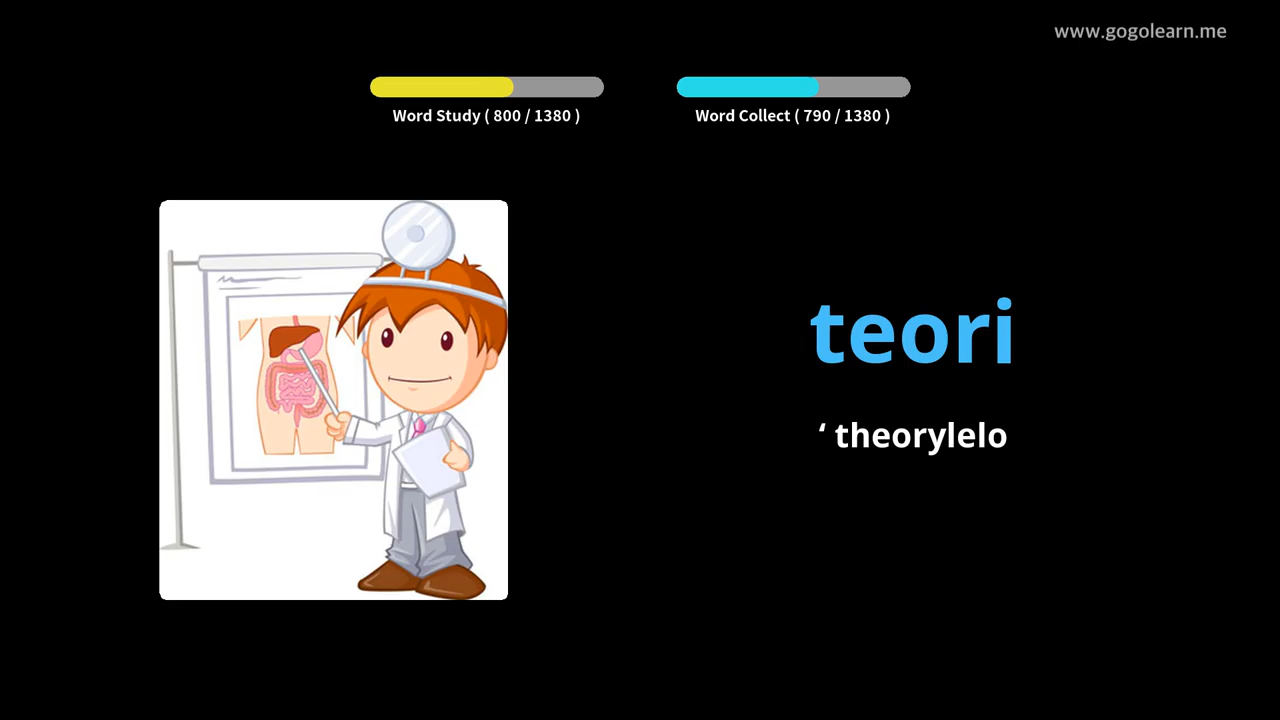 www.gogolearn.me
Word Study ( 800 / 1380 )
Word Collect ( 790 / 1380 )
teori
‘ theorylelo